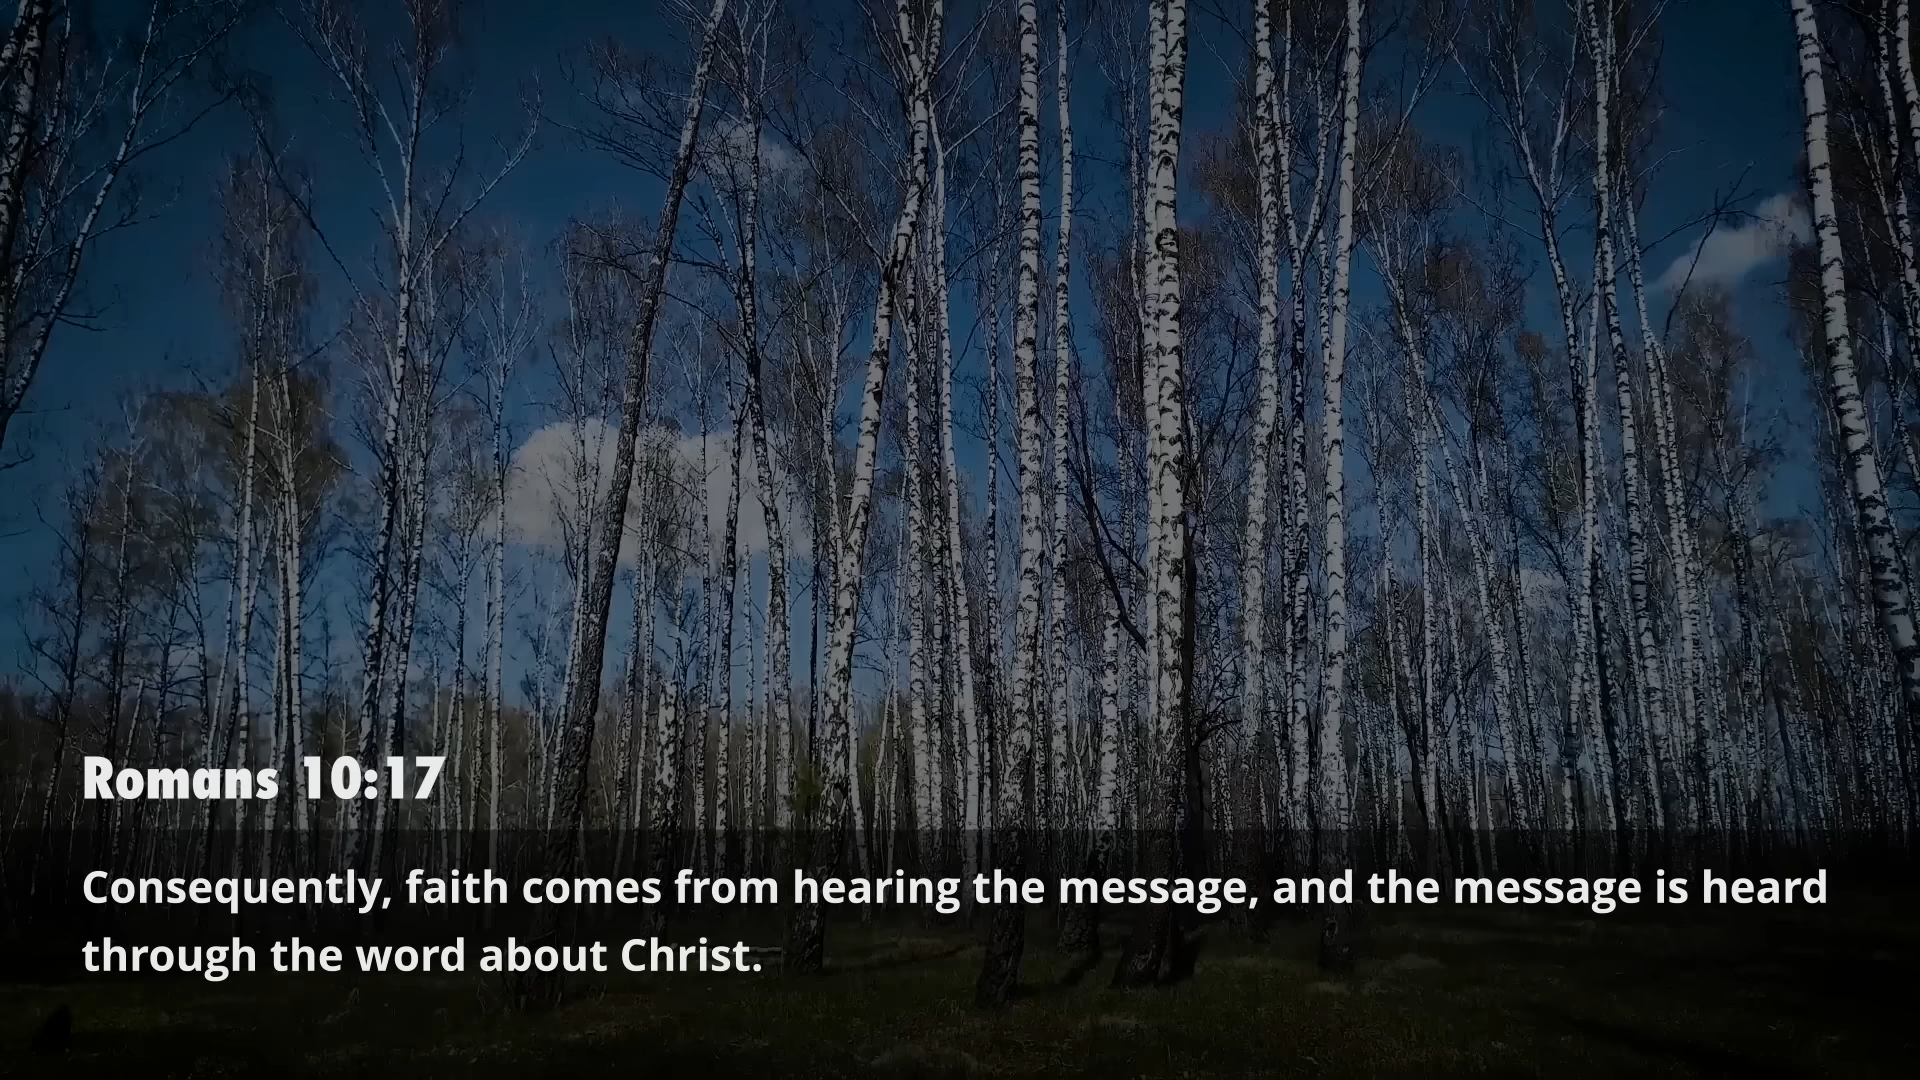 Romans 10:17
Consequently, faith comes from hearing the message, and the message is heard
through the word about Christ.